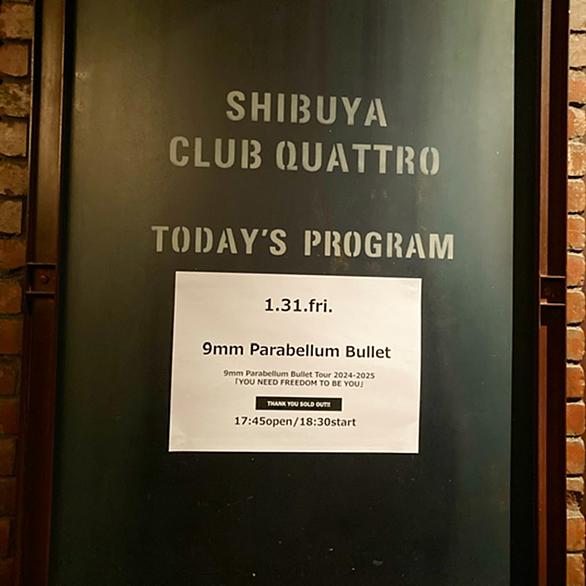 SHIBUYA
CLUB QUATTRO
TODAY'S PROGRAM
1.31.fri.
9mm Parabellum Bullet
9mm Parabellum Bullet Tour 2024-2025
「YOU NEED FREEDOM TO BE YOU」
THANK YOU SOLD OUT!!
17:45open/18:30start